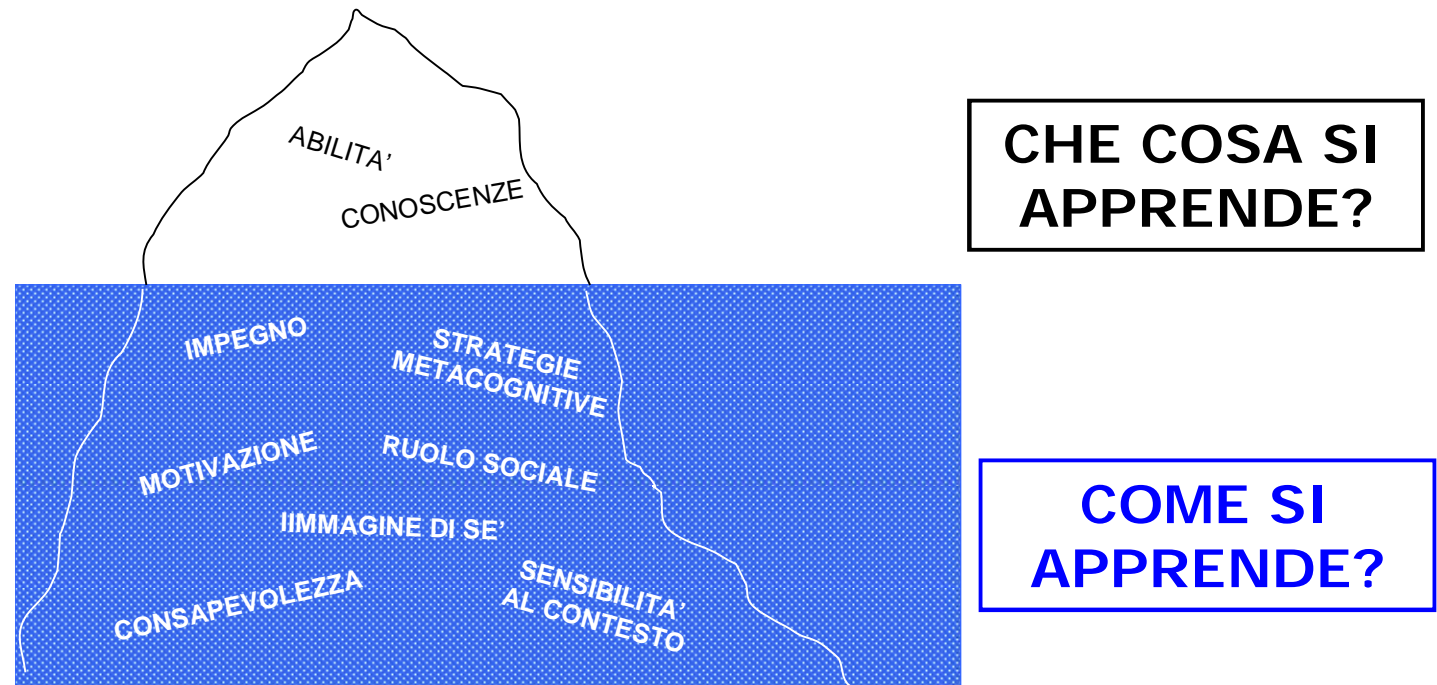 ABILITA'
CONOSCENZE
CHE COSA SI
APPRENDE?
IMPEGNO
STRATEGIE
METACOGNITIVE
MOTIVAZIONE
RUOLO SOCIALE
IIMMAGINE DI SE'
CONSAPEVOLEZZA
SENSIBILITA'
AL CONTESTO
COME SI
APPRENDE?